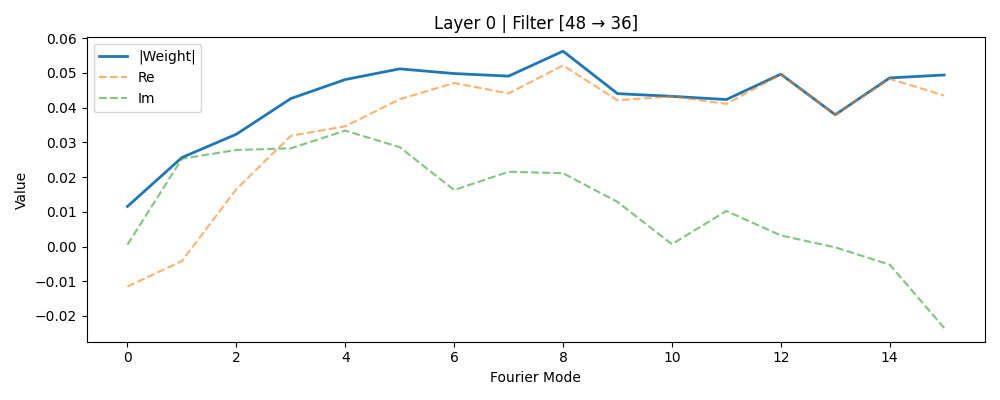 Layer 0 | Filter [48 → 36]
|Weight|
Re
Im
Value
0.06
0.05
0.04
0.03
0.02
0.01
0.00
−0.01
−0.02
0 2 4 6 8 10 12 14
Fourier Mode